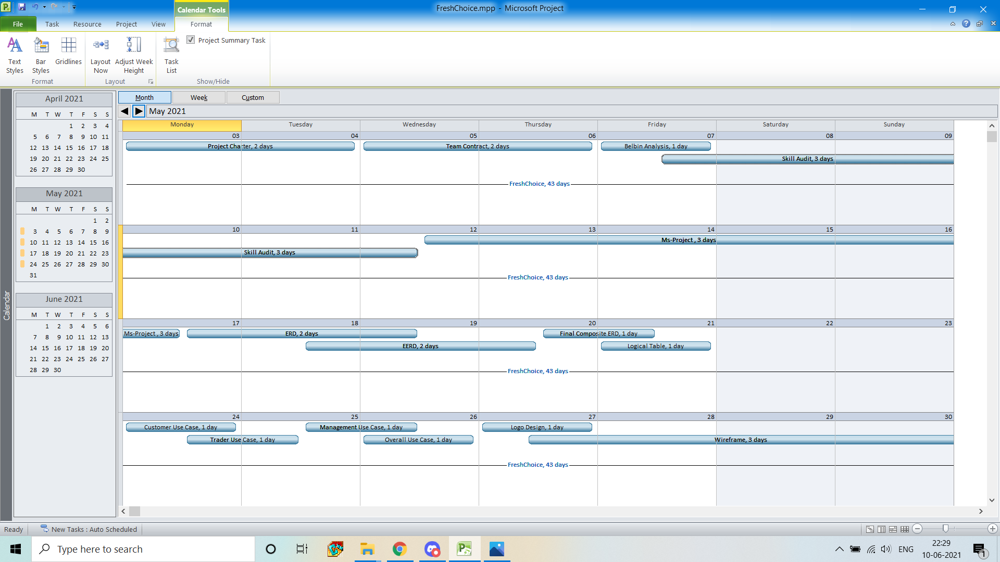 FreshChoice.mpp - Microsoft Project
Calendar Tools
File Task Resource Project View Format
Text Styles
Bar Styles
Gridlines
Format
Layout Now
Adjust Week Height
Layout
Task List
Project Summary Task
Show/Hide
Calendar
April 2021
M T W T F S S
1 2 3 4
5 6 7 8 9 10 11
12 13 14 15 16 17 18
19 20 21 22 23 24 25
26 27 28 29 30
May 2021
M T W T F S S
1 2
3 4 5 6 7 8 9
10 11 12 13 14 15 16
17 18 19 20 21 22 23
24 25 26 27 28 29 30
31
June 2021
M T W T F S S
1 2 3 4 5 6
7 8 9 10 11 12 13
14 15 16 17 18 19 20
21 22 23 24 25 26 27
28 29 30
Month Week Custom
May 2021
Monday Tuesday Wednesday Thursday Friday Saturday Sunday
03 04 05 06 07 08 09
Project Charter, 2 days Team Contract, 2 days Belbin Analysis, 1 day
Skill Audit, 3 days
FreshChoice, 43 days
10 11 12 13 14 15 16
Ms-Project , 3 days
Skill Audit, 3 days
FreshChoice, 43 days
17 18 19 20 21 22 23
Ms-Project , 3 days ERD, 2 days Final Composite ERD, 1 day
EERD, 2 days Logical Table, 1 day
FreshChoice, 43 days
24 25 26 27 28 29 30
Customer Use Case, 1 day Management Use Case, 1 day Logo Design, 1 day
Trader Use Case, 1 day Overall Use Case, 1 day Wireframe, 3 days
FreshChoice, 43 days
Ready New Tasks : Auto Scheduled
Type here to search
ENG
22:29
10-06-2021
1